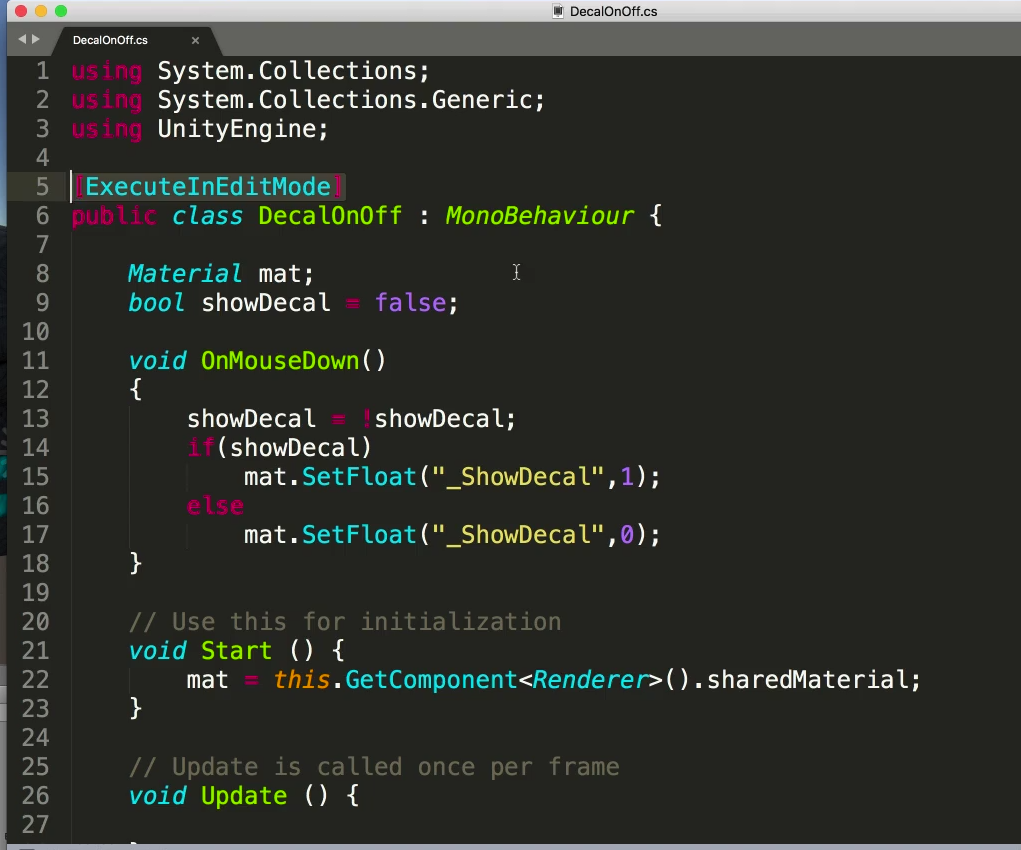 DecalOnOff.cs
DecalOnOff.cs ×
1 using System.Collections;
2 using System.Collections.Generic;
3 using UnityEngine;
4
5 [ExecuteInEditMode]
6 public class DecalOnOff : MonoBehaviour {
7
8 Material mat;
9 bool showDecal = false;
10
11 void OnMouseDown()
12 {
13 showDecal = !showDecal;
14 if(showDecal)
15 mat.SetFloat("_ShowDecal",1);
16 else
17 mat.SetFloat("_ShowDecal",0);
18 }
19
20 // Use this for initialization
21 void Start () {
22 mat = this.GetComponent<Renderer>().sharedMaterial;
23 }
24
25 // Update is called once per frame
26 void Update () {
27